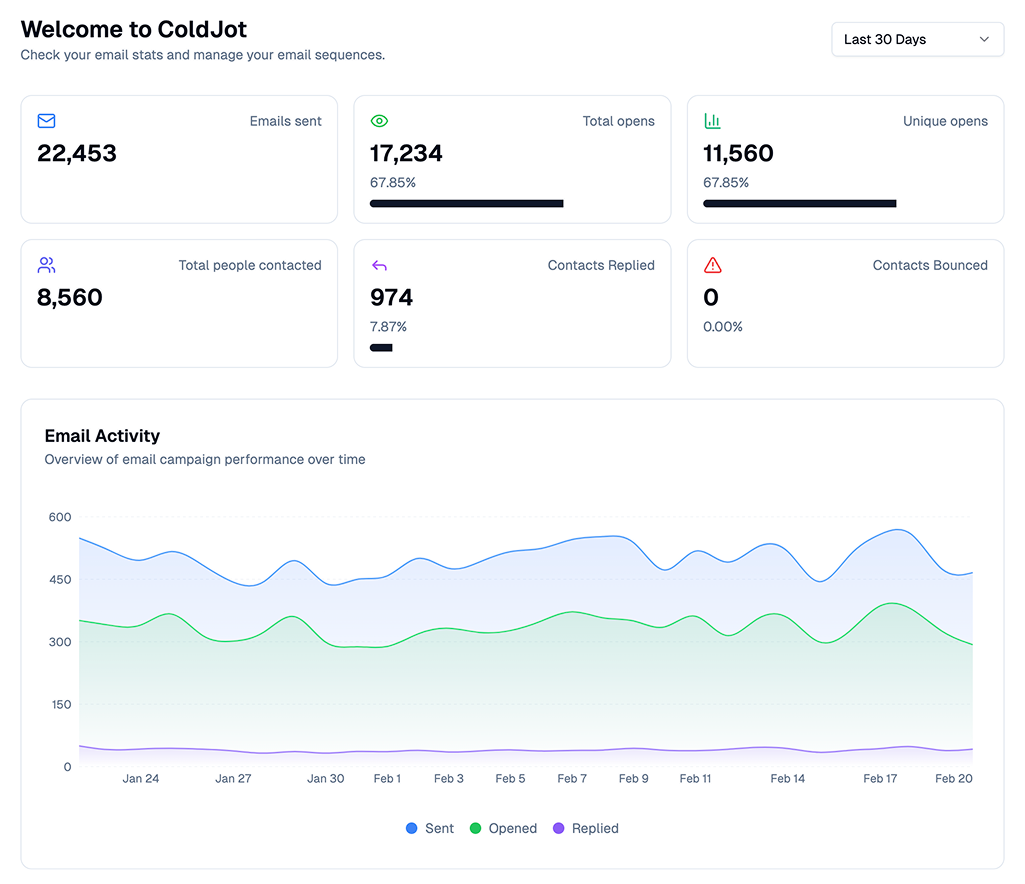 Welcome to ColdJot
Check your email stats and manage your email sequences.
Last 30 Days
Emails sent
22,453
Total opens
17,234
67.85%
Unique opens
11,560
67.85%
Total people contacted
8,560
Contacts Replied
974
7.87%
Contacts Bounced
0
0.00%
Email Activity
Overview of email campaign performance over time
600
450
300
150
0
Jan 24 Jan 27 Jan 30 Feb 1 Feb 3 Feb 5 Feb 7 Feb 9 Feb 11 Feb 14 Feb 17 Feb 20
Sent Opened Replied